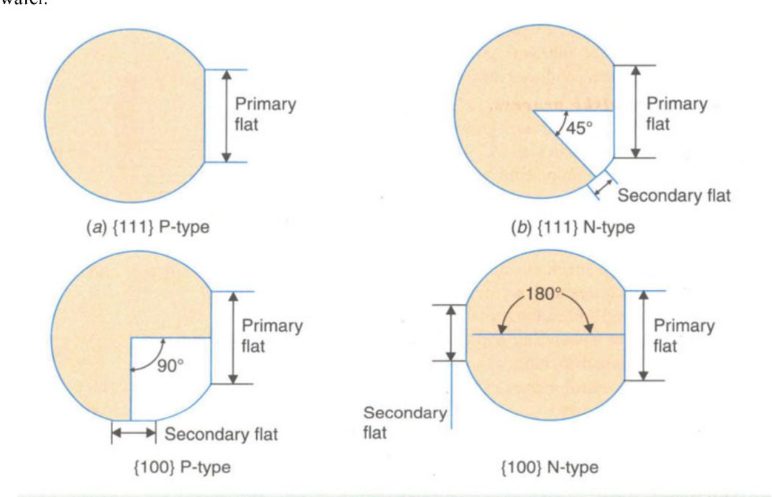 wafer.
Primary
flat
(a) {111} P-type
45°
Primary
flat
Secondary flat
(b) {111} N-type
90°
Primary
flat
Secondary flat
{100} P-type
180°
Primary
flat
Secondary
flat
{100} N-type